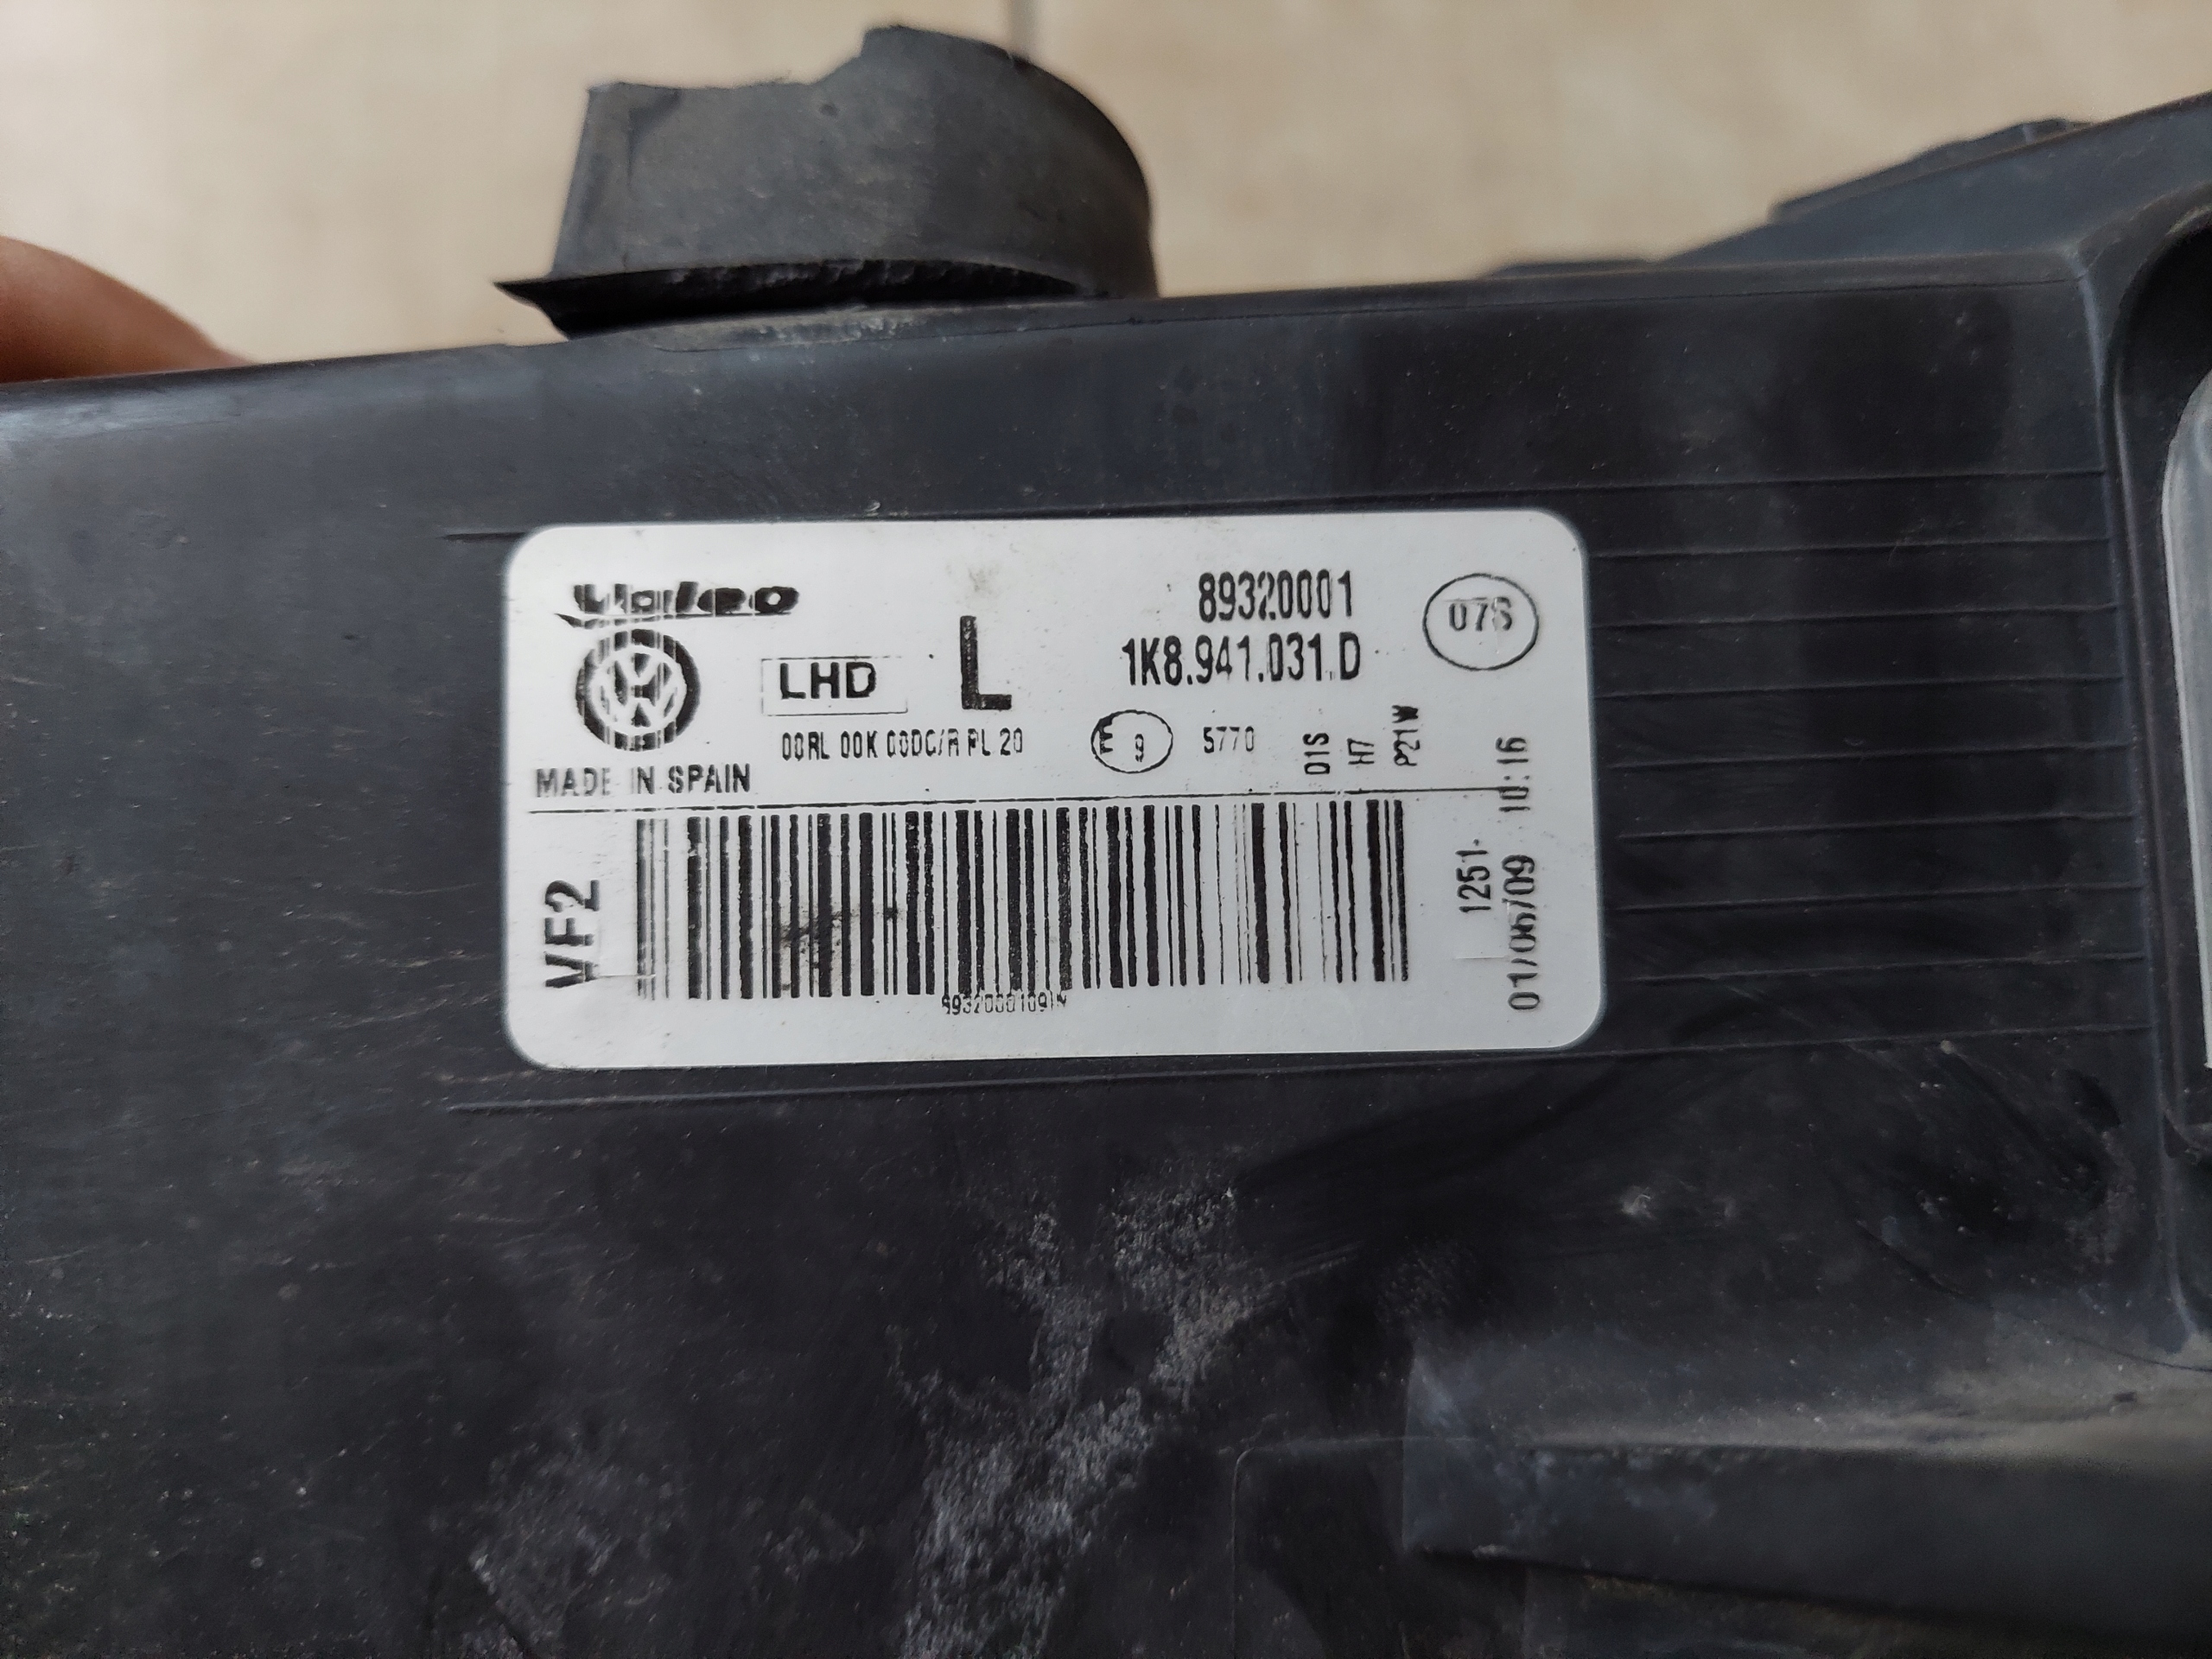 Valeo
89320001
07S
LHD
L
1K8.941.031.D
00RL 00K 00DC/R PL 20
E 9
5770
D1S
H7
P21W
MADE IN SPAIN
10:16
VF2
1251-
01/06/09